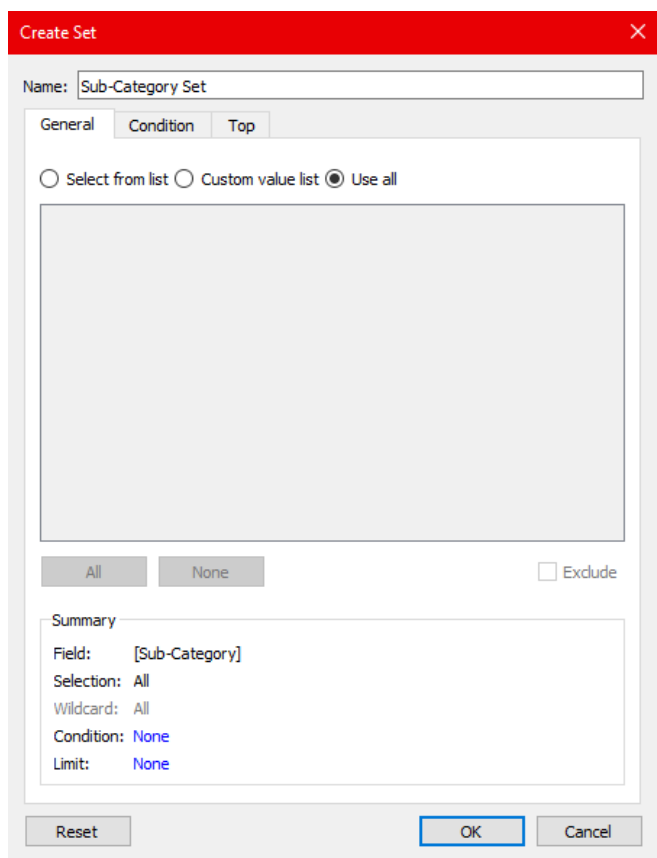 Create Set
Name: Sub-Category Set
General Condition Top
Select from list Custom value list Use all
All None Exclude
Summary
Field: [Sub-Category]
Selection: All
Wildcard: All
Condition: None
Limit: None
Reset OK Cancel